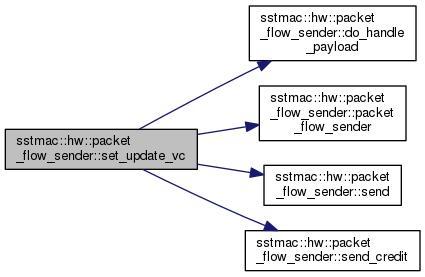 sstmac::hw::packet
_flow_sender::do_handle
_payload
sstmac::hw::packet
_flow_sender::packet
_flow_sender
sstmac::hw::packet
_flow_sender::set_update_vc
sstmac::hw::packet
_flow_sender::send
sstmac::hw::packet
_flow_sender::send_credit